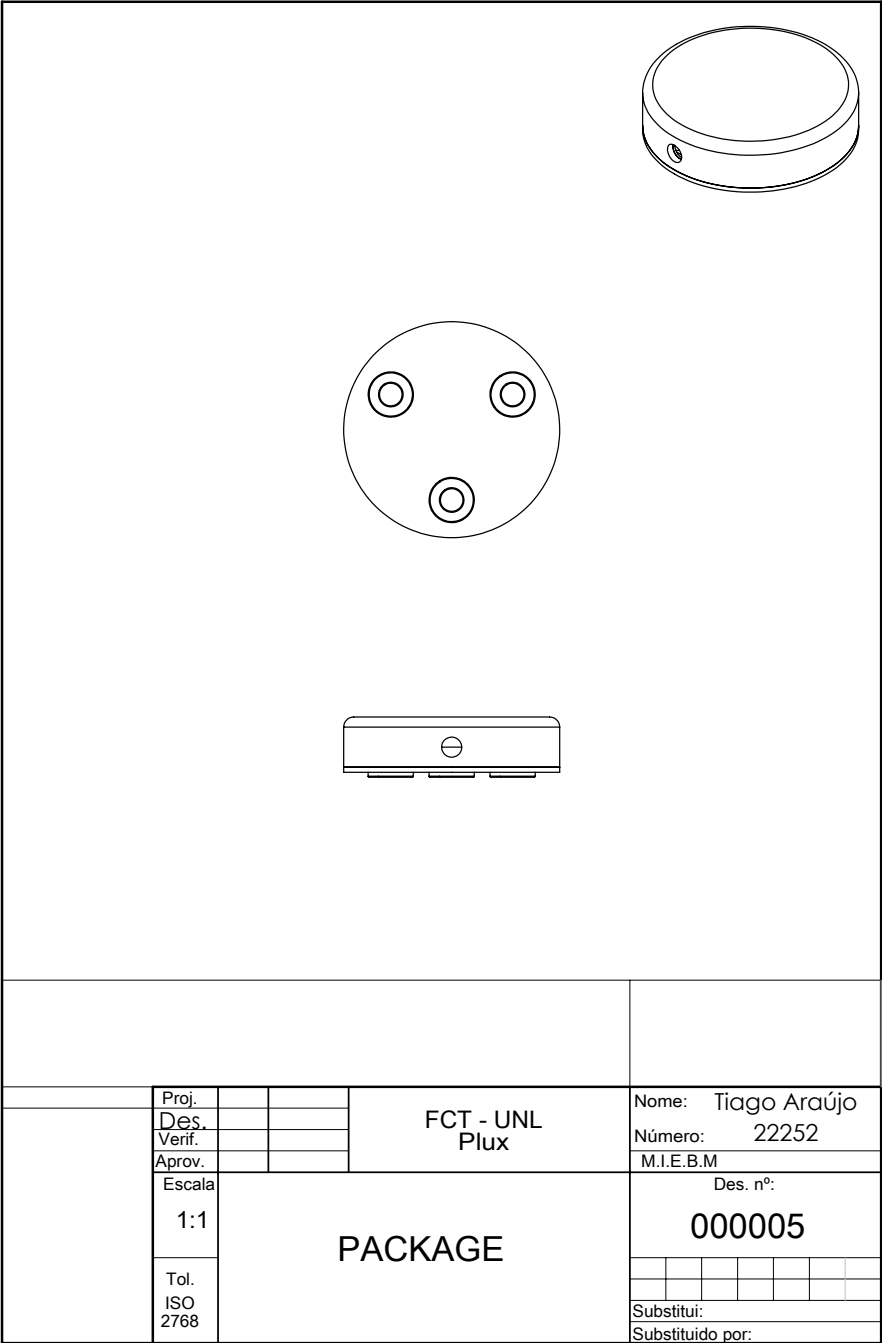 Proj.
Des.
Verif.
Aprov.
FCT - UNL
Plux
Nome: Tiago Araújo
Número: 22252
M.I.E.B.M
Escala
1:1
Tol.
ISO
2768
PACKAGE
Des. nº:
000005
Substitui:
Substituido por: